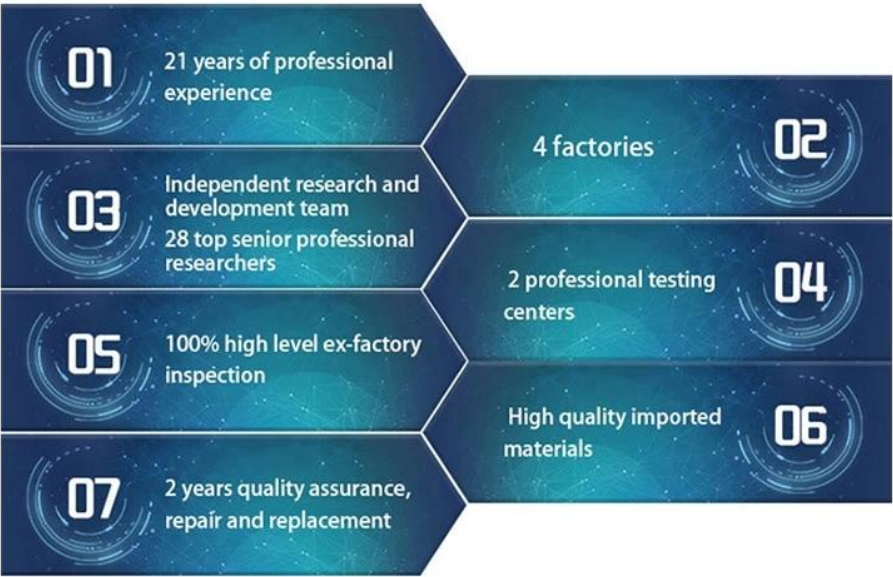 01
21 years of professional
experience
02
4 factories
03
Independent research and
development team
28 top senior professional
researchers
04
2 professional testing
centers
05
100% high level ex-factory
inspection
06
High quality imported
materials
07
2 years quality assurance,
repair and replacement